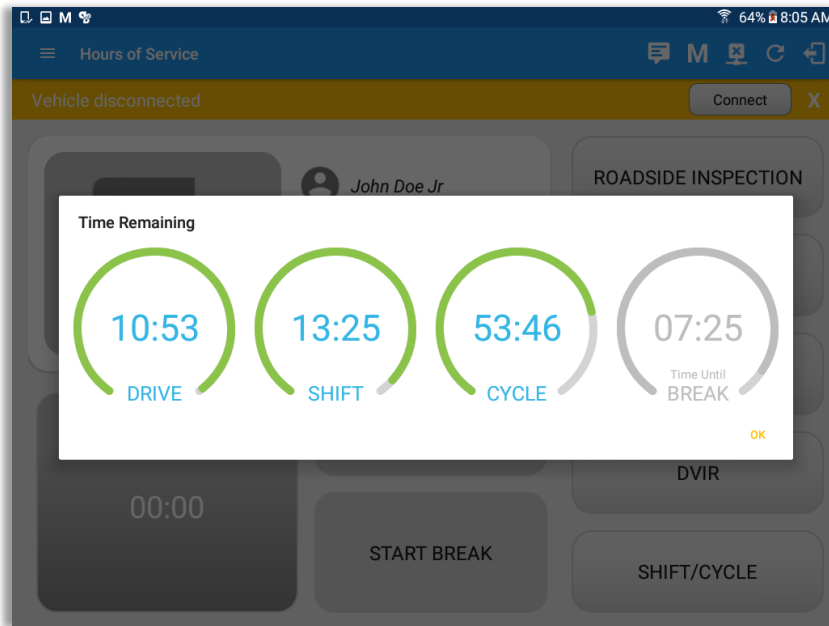 M 64% 8:05 AM
Hours of Service M
Vehicle disconnected Connect X
John Doe Jr
ROADSIDE INSPECTION
Time Remaining
10:53
DRIVE
13:25
SHIFT
53:46
CYCLE
07:25
Time Until
BREAK
OK
DVIR
00:00
START BREAK
SHIFT/CYCLE